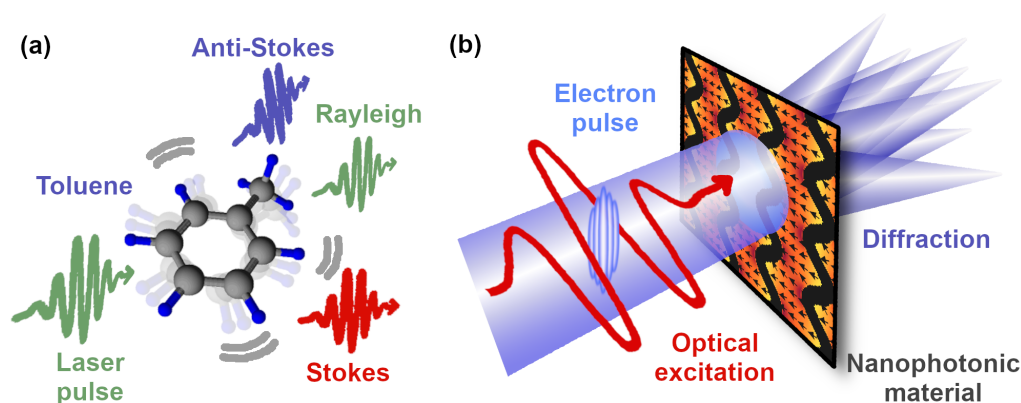 (a)
Anti-Stokes
Rayleigh
Toluene
Laser
pulse
Stokes
(b)
Electron
pulse
Diffraction
Optical
excitation
Nanophotonic
material